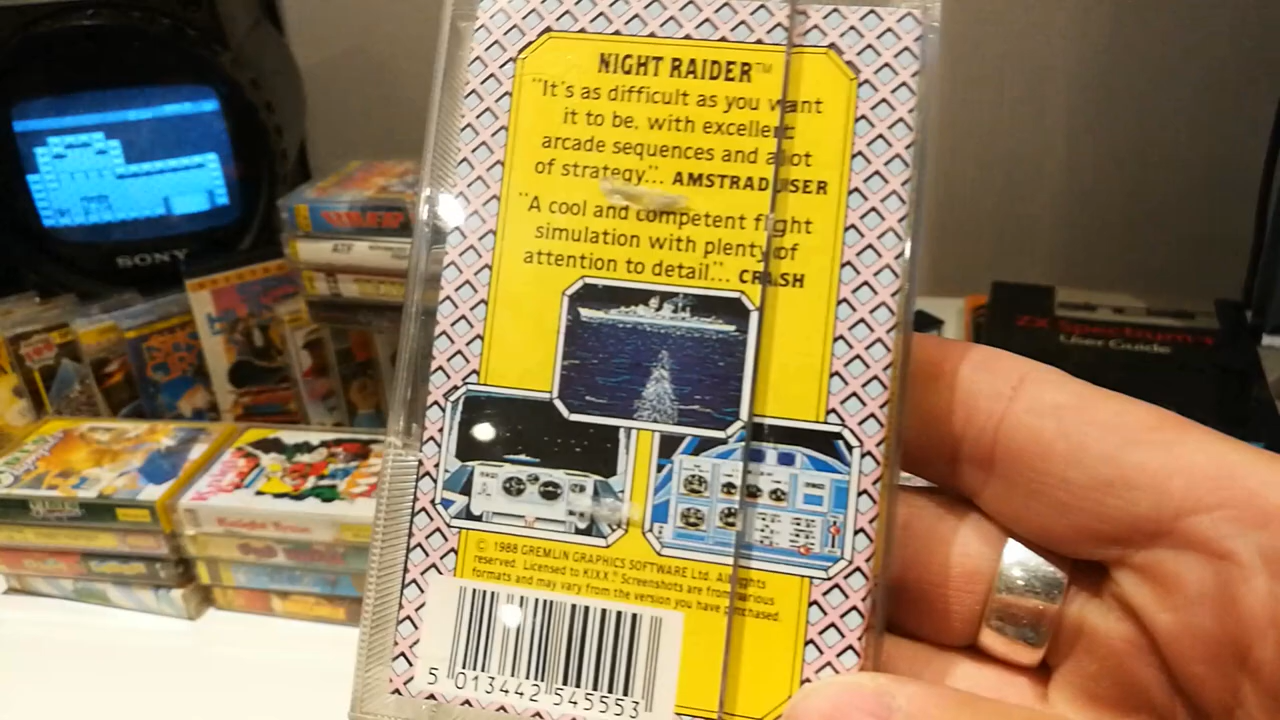 NIGHT RAIDER™
"It's as difficult as you want
it to be, with excellent
arcade sequences and a lot
of strategy..." AMSTRAD USER
"A cool and competent flight
simulation with plenty of
attention to detail..." CRASH
© 1988 GREMLIN GRAPHICS SOFTWARE Ltd. All rights
reserved. Licensed to KIXX.™ Screenshots are from various
formats and may vary from the version you have purchased.
5 013442 545553
SONY
ATF
ZX Spectrum
User Guide